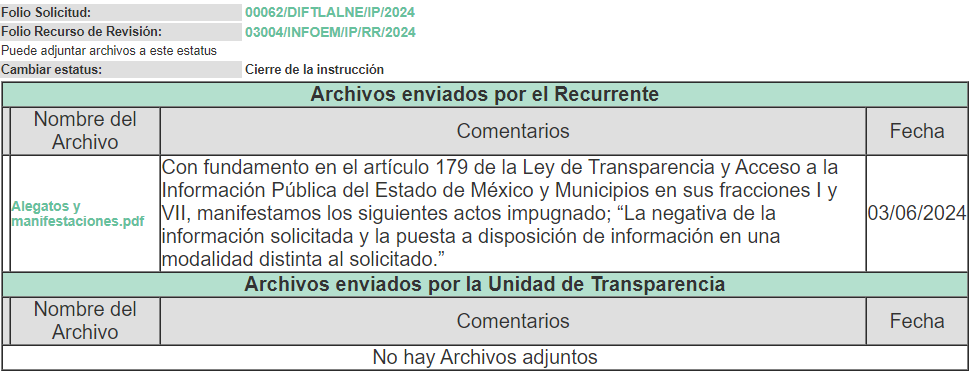 Folio Solicitud: 00062/DIFTLALNE/IP/2024
Folio Recurso de Revisión: 03004/INFOEM/IP/RR/2024
Puede adjuntar archivos a este estatus
Cambiar estatus: Cierre de la instrucción
Archivos enviados por el Recurrente
Nombre del
Archivo
Comentarios
Fecha
Alegatos y
manifestaciones.pdf
Con fundamento en el artículo 179 de la Ley de Transparencia y Acceso a la
Información Pública del Estado de México y Municipios en sus fracciones I y
VII, manifestamos los siguientes actos impugnado; “La negativa de la
información solicitada y la puesta a disposición de información en una
modalidad distinta al solicitado.”
03/06/2024
Archivos enviados por la Unidad de Transparencia
Nombre del
Archivo
Comentarios
Fecha
No hay Archivos adjuntos